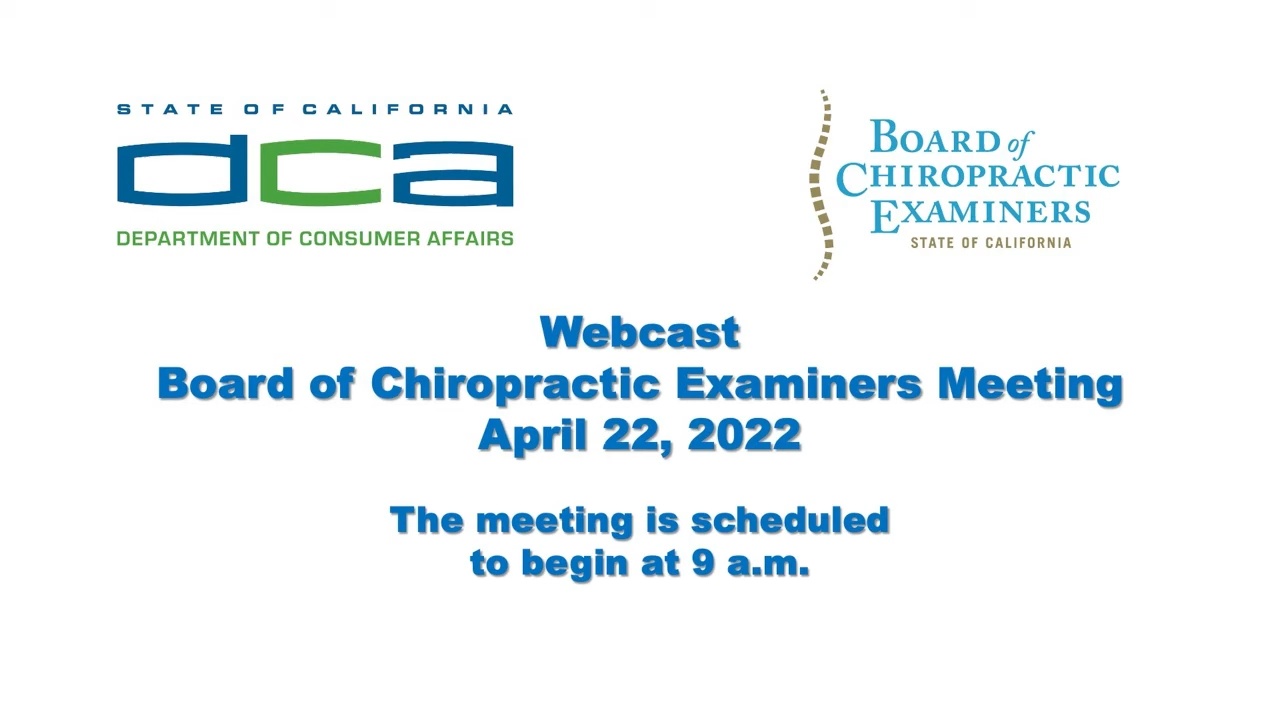 STATE OF CALIFORNIA
dca
DEPARTMENT OF CONSUMER AFFAIRS
BOARD of
CHIROPRACTIC
EXAMINERS
STATE OF CALIFORNIA
Webcast
Board of Chiropractic Examiners Meeting
April 22, 2022
The meeting is scheduled
to begin at 9 a.m.